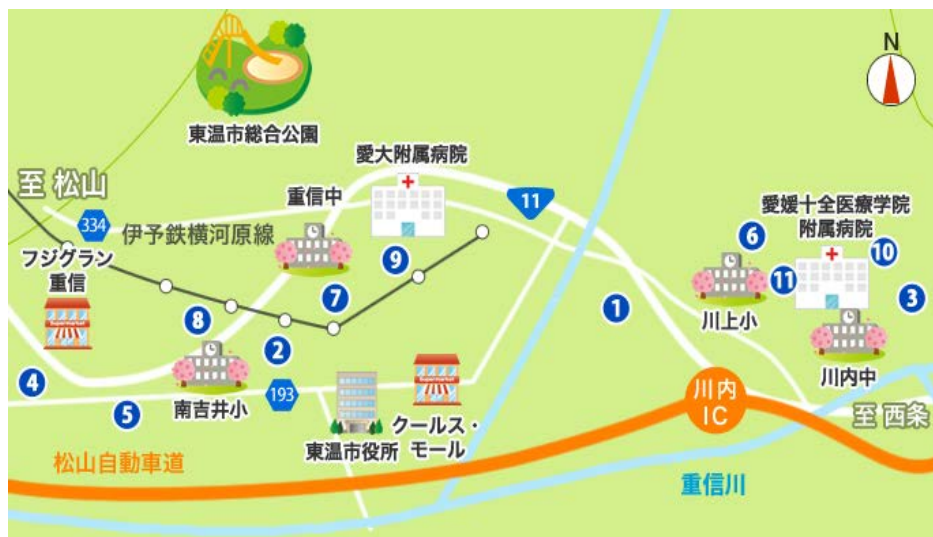 N
東温市総合公園
愛大附属病院
至 松山
重信中
11
334
伊予鉄横河原線
愛媛十全医療学院
附属病院
フジグラン
重信
6
10
9
11
7
3
1
8
川上小
2
4
川内中
193
川内
IC
5
南吉井小
至 西条
クールス・
モール
東温市役所
松山自動車道
重信川